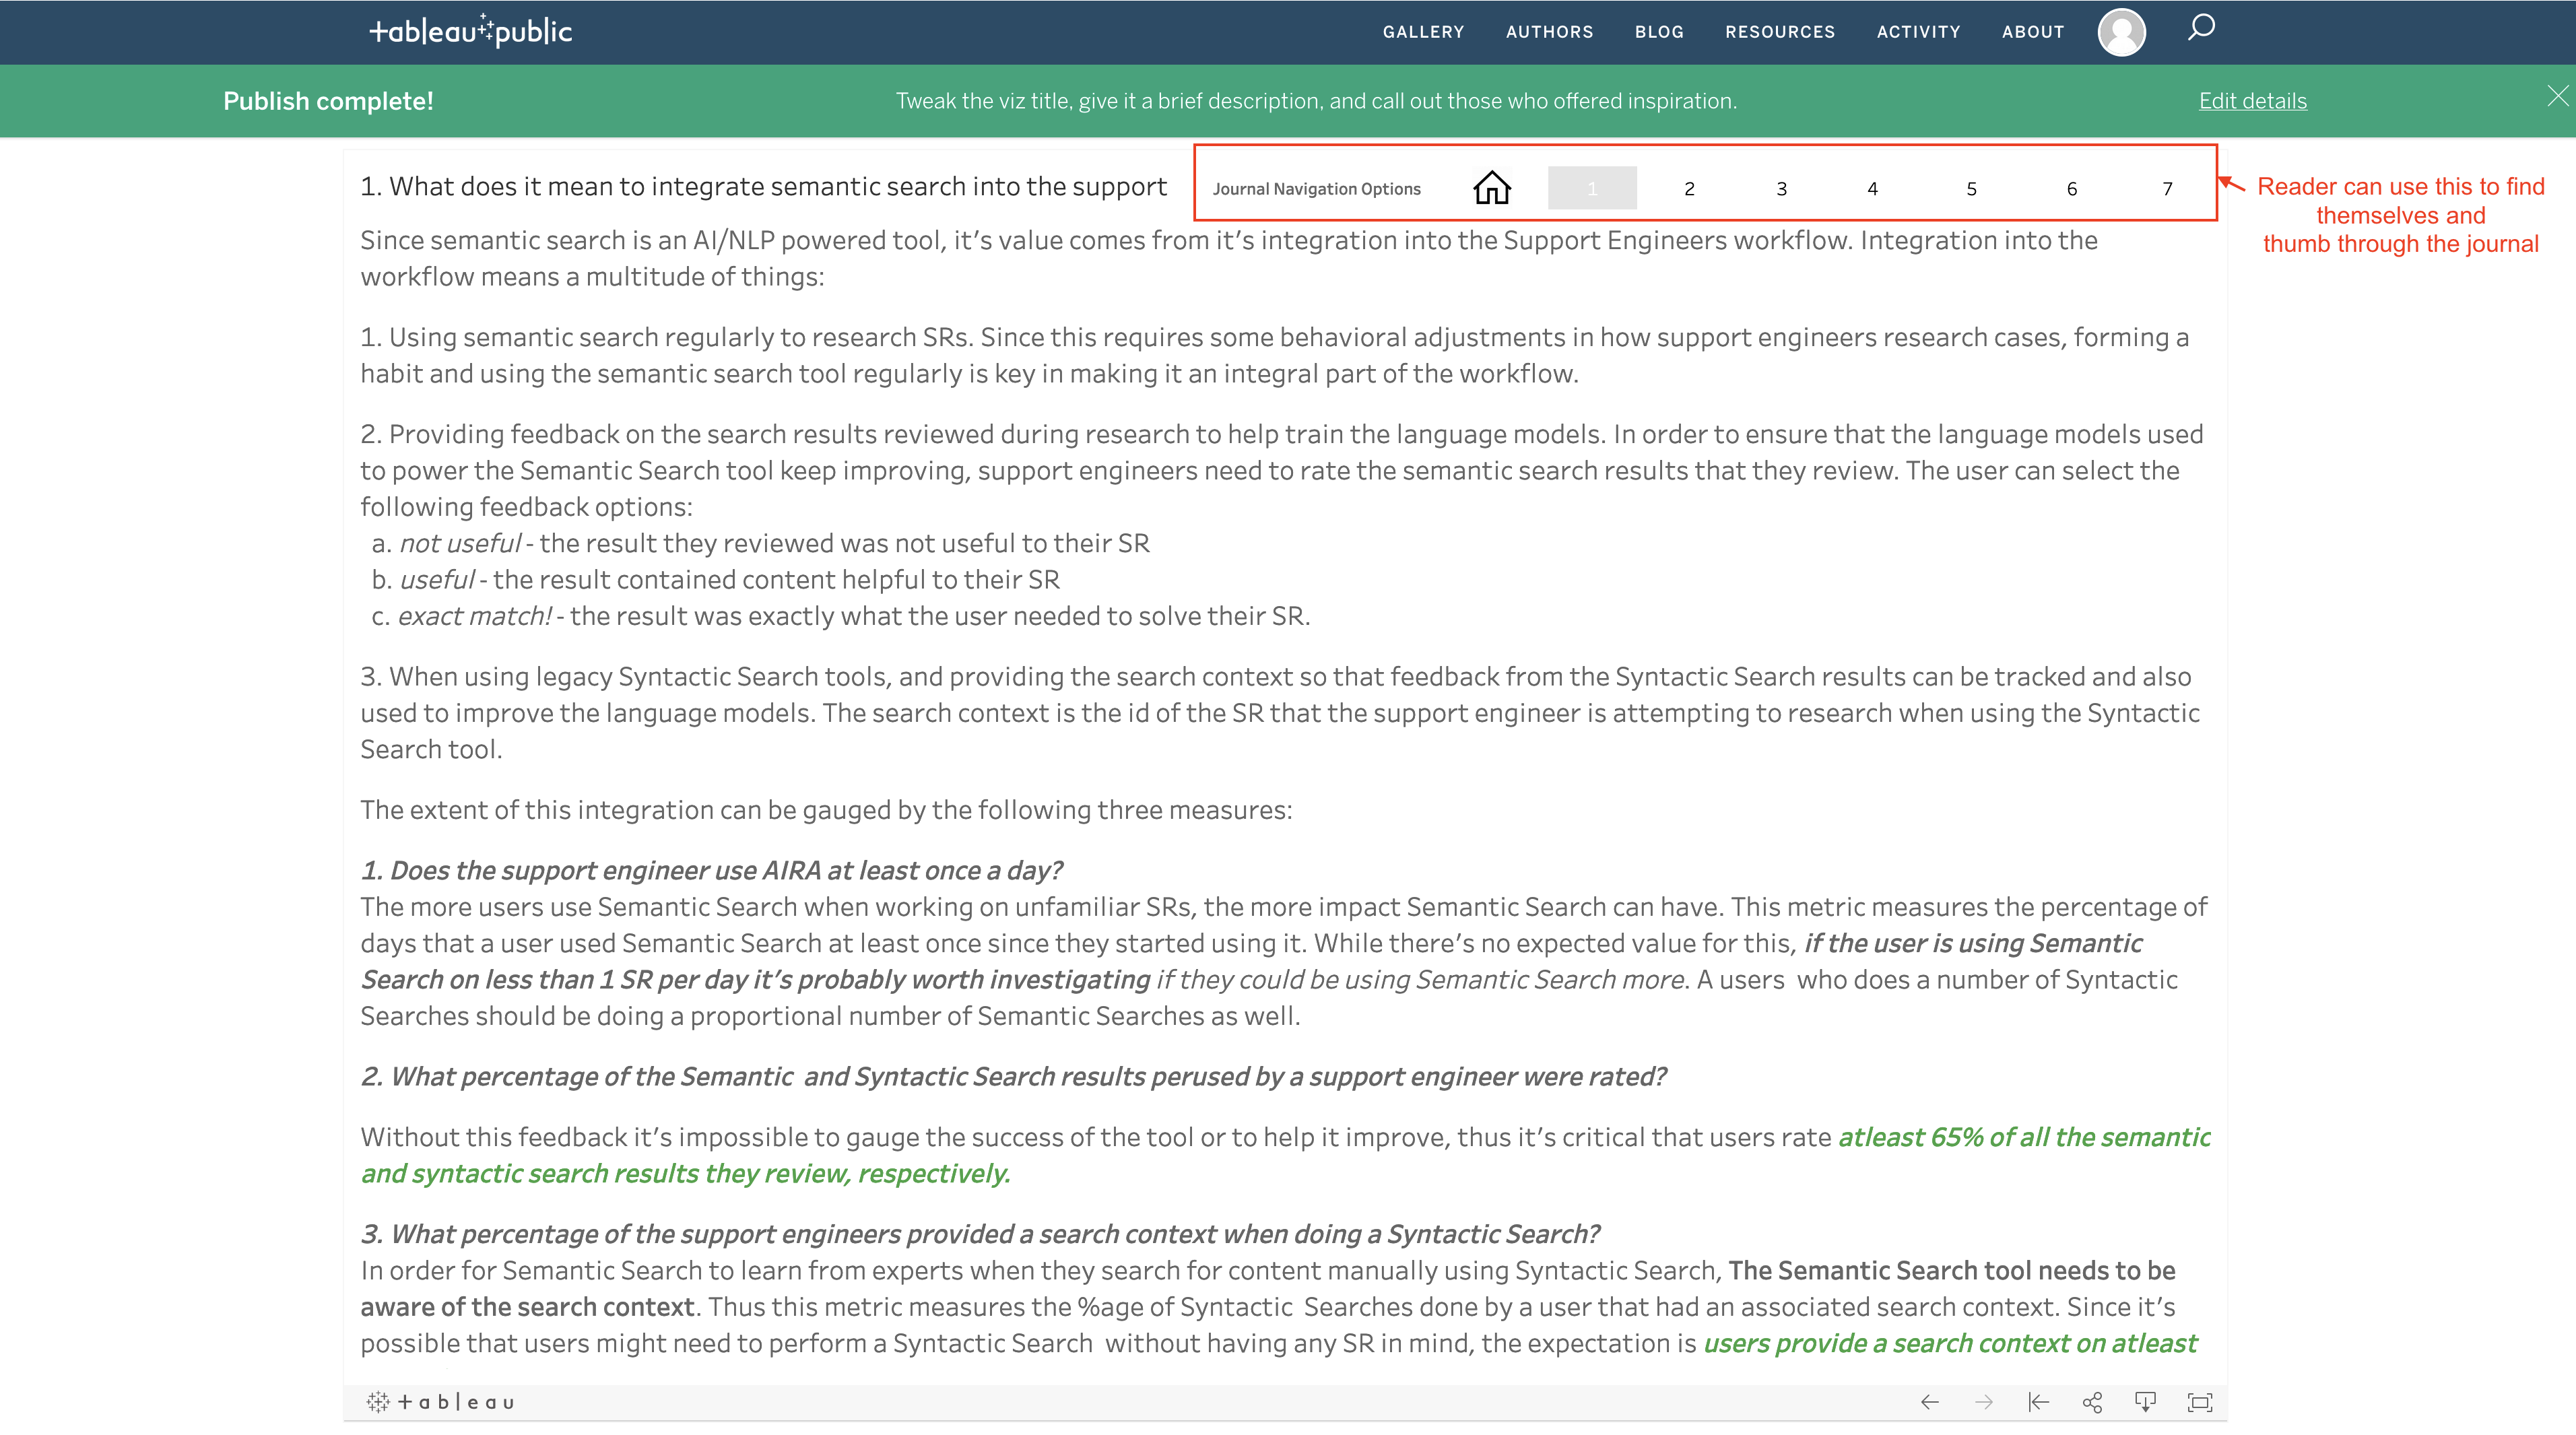 +ableau public
GALLERY AUTHORS BLOG RESOURCES ACTIVITY ABOUT
Publish complete!
Tweak the viz title, give it a brief description, and call out those who offered inspiration.
Edit details
1. What does it mean to integrate semantic search into the support
Journal Navigation Options 1 2 3 4 5 6 7
Reader can use this to find
themselves and
thumb through the journal
Since semantic search is an AI/NLP powered tool, it's value comes from it's integration into the Support Engineers workflow. Integration into the
workflow means a multitude of things:
1. Using semantic search regularly to research SRs. Since this requires some behavioral adjustments in how support engineers research cases, forming a
habit and using the semantic search tool regularly is key in making it an integral part of the workflow.
2. Providing feedback on the search results reviewed during research to help train the language models. In order to ensure that the language models used
to power the Semantic Search tool keep improving, support engineers need to rate the semantic search results that they review. The user can select the
following feedback options:
a. not useful - the result they reviewed was not useful to their SR
b. useful - the result contained content helpful to their SR
c. exact match! - the result was exactly what the user needed to solve their SR.
3. When using legacy Syntactic Search tools, and providing the search context so that feedback from the Syntactic Search results can be tracked and also
used to improve the language models. The search context is the id of the SR that the support engineer is attempting to research when using the Syntactic
Search tool.
The extent of this integration can be gauged by the following three measures:
1. Does the support engineer use AIRA at least once a day?
The more users use Semantic Search when working on unfamiliar SRs, the more impact Semantic Search can have. This metric measures the percentage of
days that a user used Semantic Search at least once since they started using it. While there's no expected value for this, if the user is using Semantic
Search on less than 1 SR per day it's probably worth investigating if they could be using Semantic Search more. A users who does a number of Syntactic
Searches should be doing a proportional number of Semantic Searches as well.
2. What percentage of the Semantic and Syntactic Search results perused by a support engineer were rated?
Without this feedback it's impossible to gauge the success of the tool or to help it improve, thus it's critical that users rate atleast 65% of all the semantic
and syntactic search results they review, respectively.
3. What percentage of the support engineers provided a search context when doing a Syntactic Search?
In order for Semantic Search to learn from experts when they search for content manually using Syntactic Search, The Semantic Search tool needs to be
aware of the search context. Thus this metric measures the %age of Syntactic Searches done by a user that had an associated search context. Since it's
possible that users might need to perform a Syntactic Search without having any SR in mind, the expectation is users provide a search context on atleast
+ableau